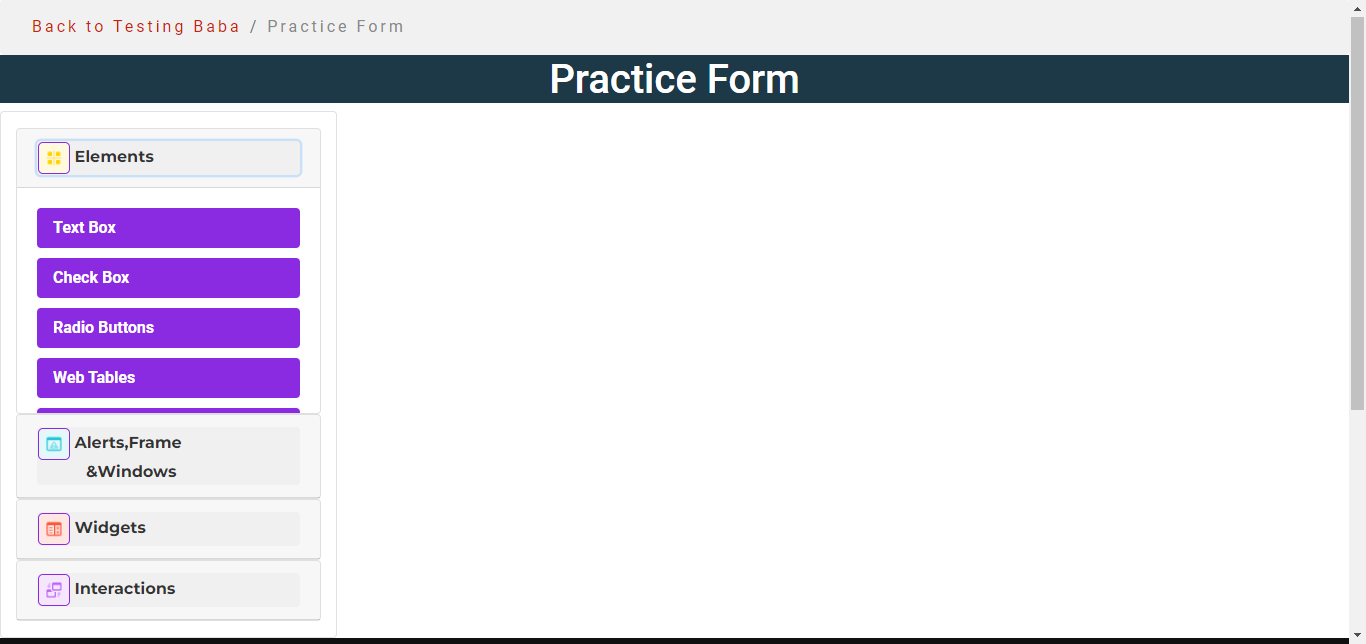 Back to Testing Baba / Practice Form
Practice Form
Elements
Text Box
Check Box
Radio Buttons
Web Tables
Alerts,Frame
&Windows
Widgets
Interactions